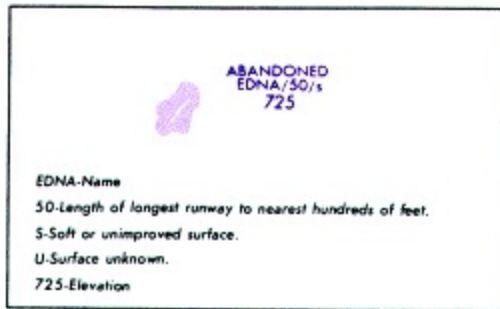 ABANDONED
EDNA/50/s
725
EDNA-Name
50-Length of longest runway to nearest hundreds of feet.
S-Soft or unimproved surface.
U-Surface unknown.
725-Elevation